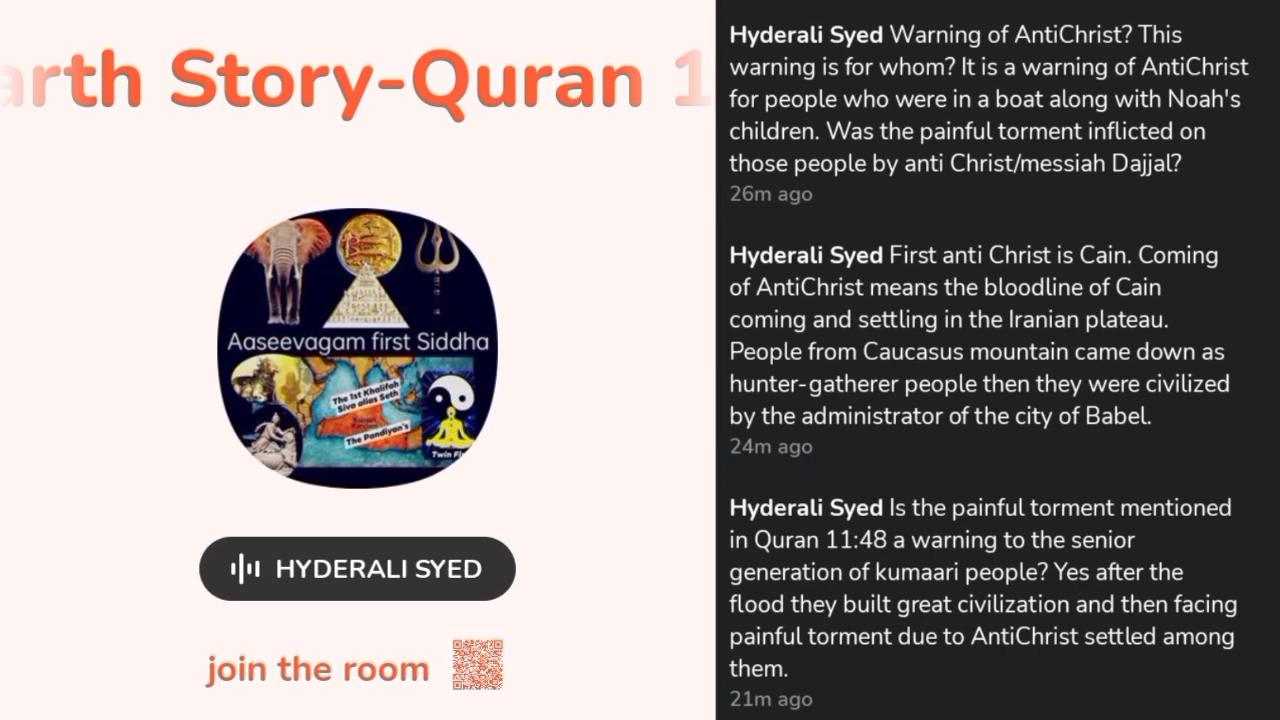 arth Story-Quran 1
Aaseevagam first Siddha
The 1st Khalifah
Siva alias Seth
The Pandiyan's
HYDERALI SYED
join the room
Hyderali Syed Warning of AntiChrist? This
warning is for whom? It is a warning of AntiChrist
for people who were in a boat along with Noah's
children. Was the painful torment inflicted on
those people by anti Christ/messiah Dajjal?
26m ago
Hyderali Syed First anti Christ is Cain. Coming
of AntiChrist means the bloodline of Cain
coming and settling in the Iranian plateau.
People from Caucasus mountain came down as
hunter-gatherer people then they were civilized
by the administrator of the city of Babel.
24m ago
Hyderali Syed Is the painful torment mentioned
in Quran 11:48 a warning to the senior
generation of kumaari people? Yes after the
flood they built great civilization and then facing
painful torment due to AntiChrist settled among
them.
21m ago